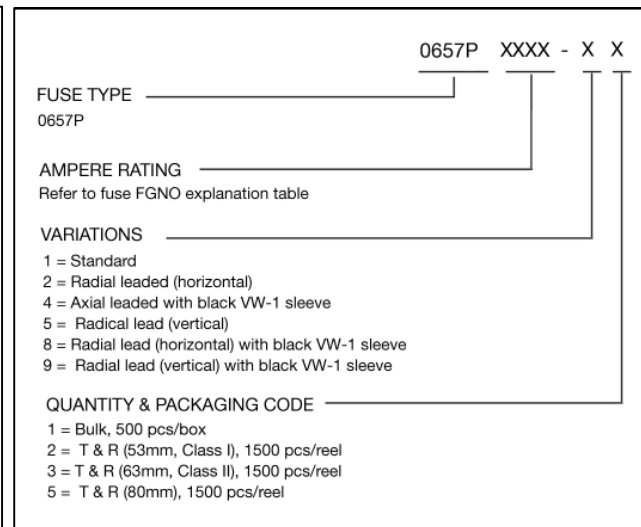 0657P XXXX - X X
FUSE TYPE
0657P
AMPERE RATING
Refer to fuse FGNO explanation table
VARIATIONS
1 = Standard
2 = Radial leaded (horizontal)
4 = Axial leaded with black VW-1 sleeve
5 = Radical lead (vertical)
8 = Radial lead (horizontal) with black VW-1 sleeve
9 = Radial lead (vertical) with black VW-1 sleeve
QUANTITY & PACKAGING CODE
1 = Bulk, 500 pcs/box
2 = T & R (53mm, Class I), 1500 pcs/reel
3 = T & R (63mm, Class II), 1500 pcs/reel
5 = T & R (80mm), 1500 pcs/reel